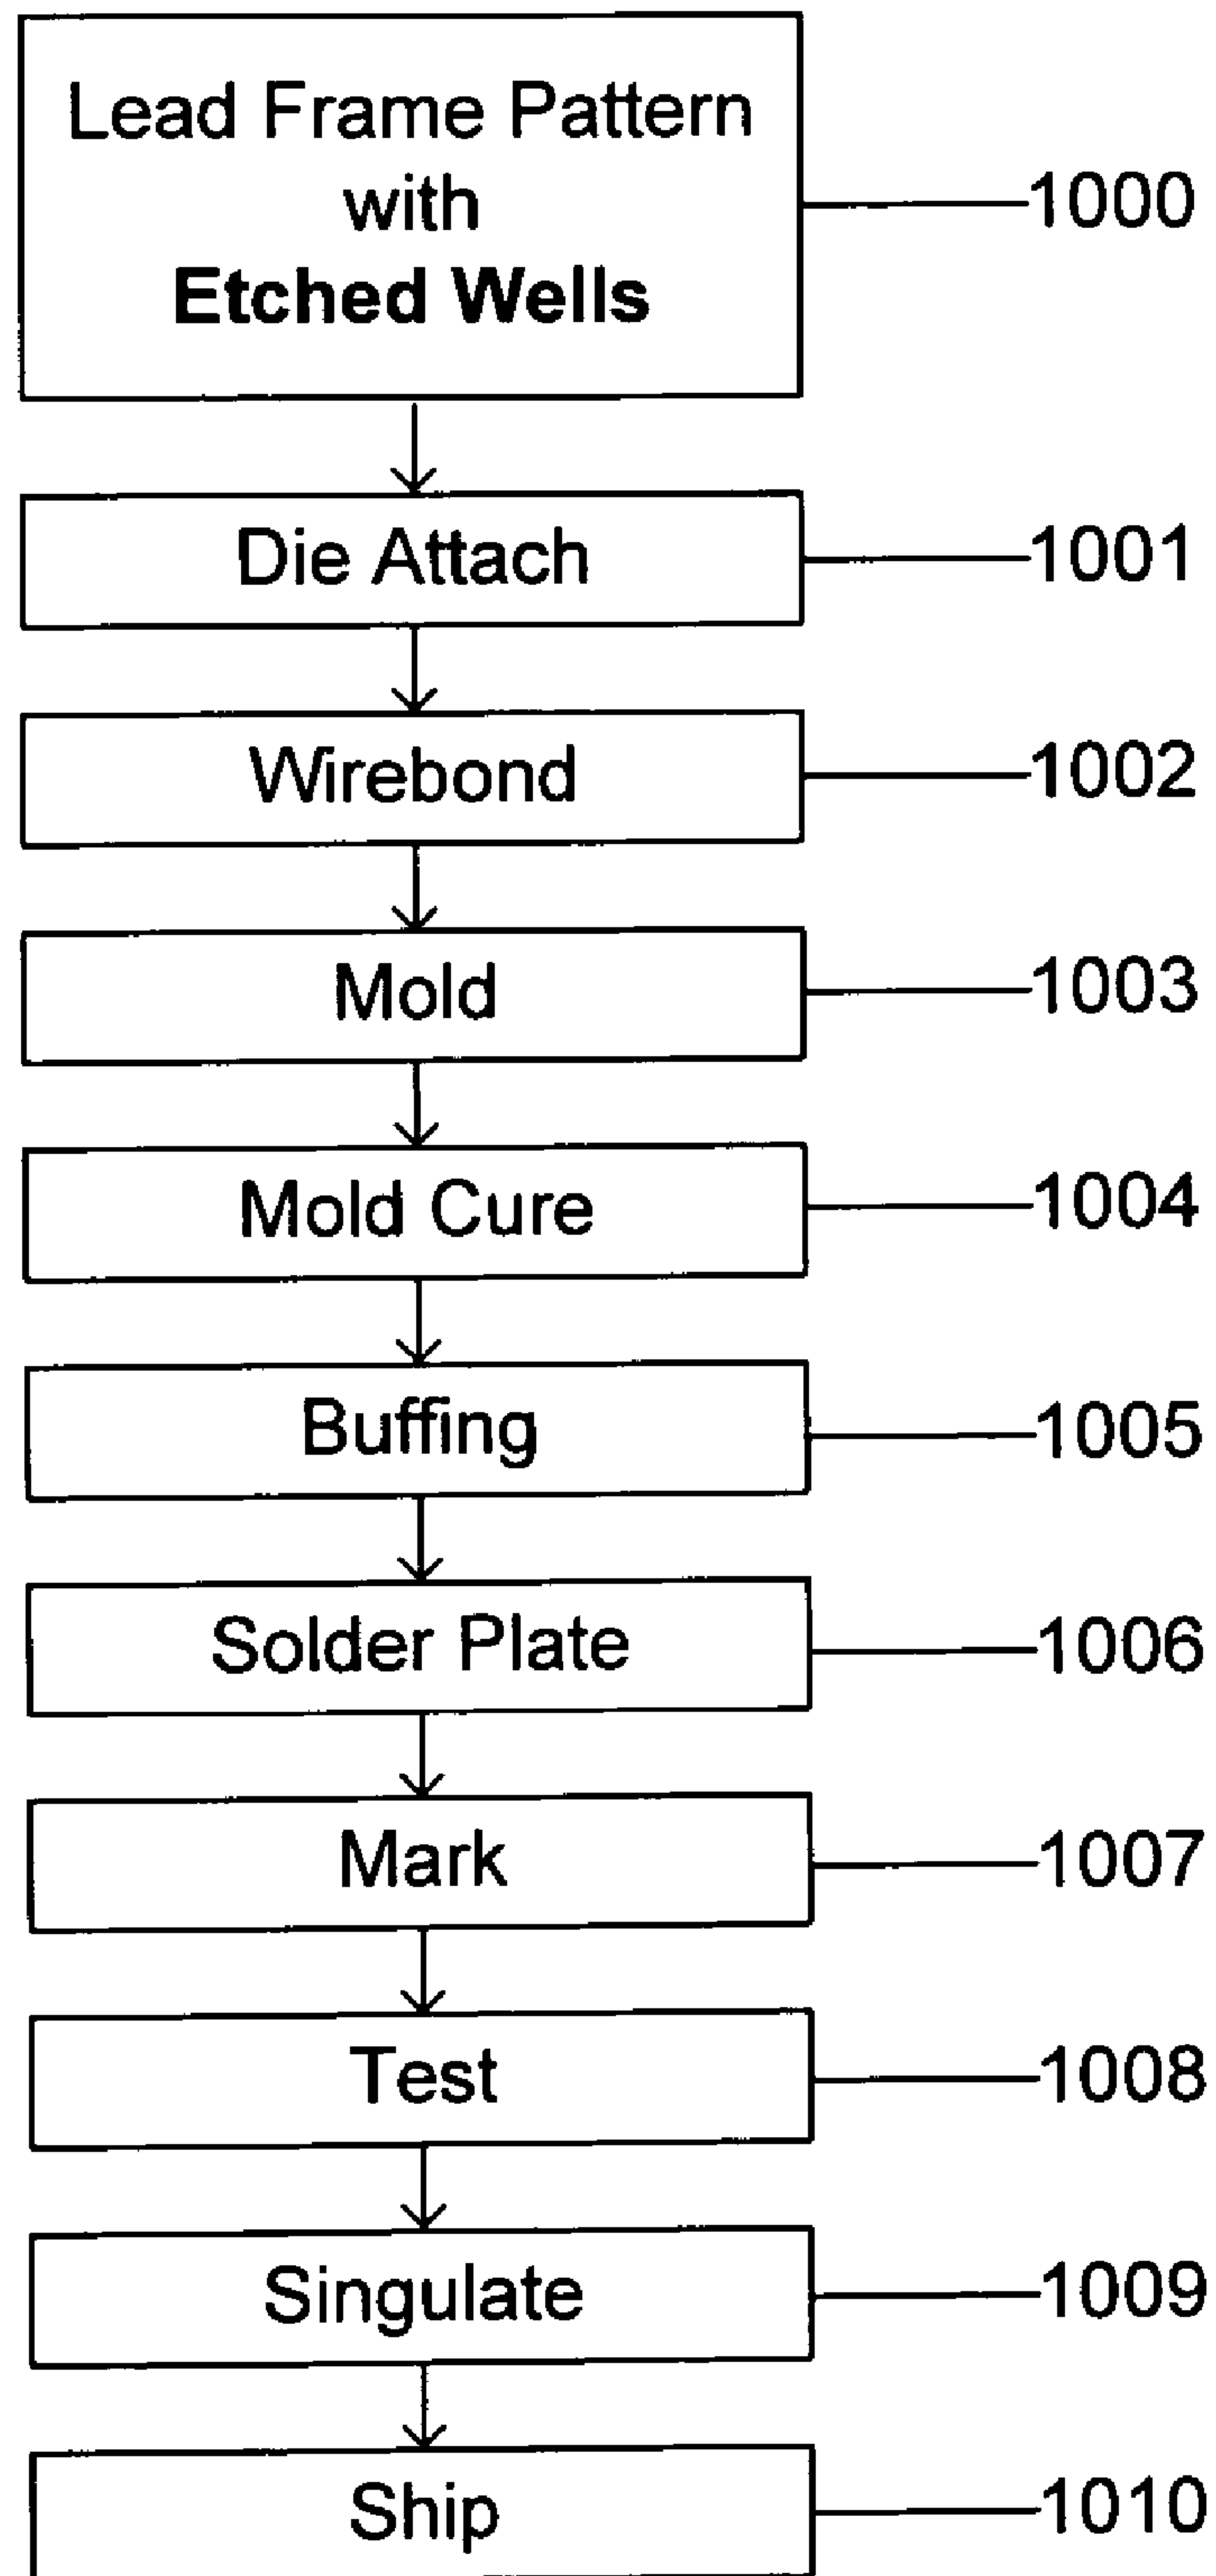 Lead Frame Pattern
with
Etched Wells
1000
Die Attach
1001
Wirebond
1002
Mold
1003
Mold Cure
1004
Buffing
1005
Solder Plate
1006
Mark
1007
Test
1008
Singulate
1009
Ship
1010